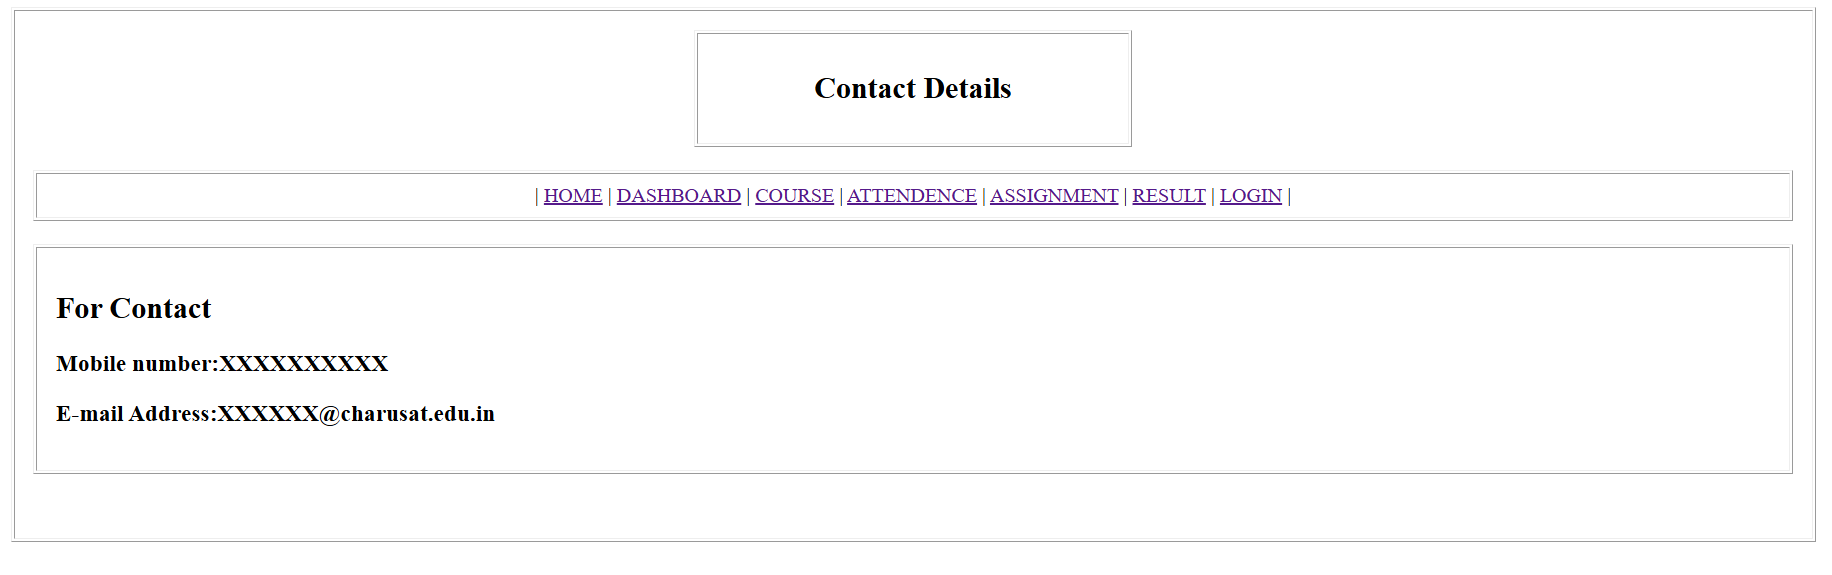 Contact Details
| HOME | DASHBOARD | COURSE | ATTENDENCE | ASSIGNMENT | RESULT | LOGIN |
For Contact
Mobile number:XXXXXXXXXX
E-mail Address:XXXXXX@charusat.edu.in